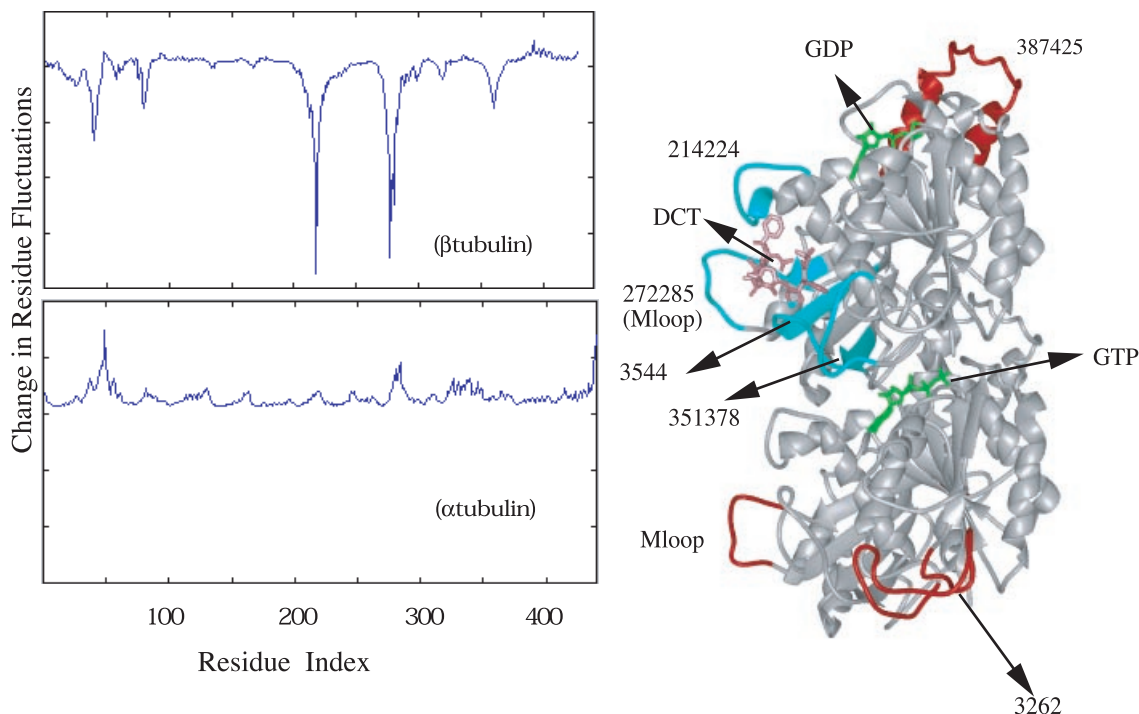 Change in Residue Fluctuations
(βtubulin)
(αtubulin)
100 200 300 400
Residue Index
GDP
387425
214224
DCT
272285
(Mloop)
3544
351378
GTP
Mloop
3262